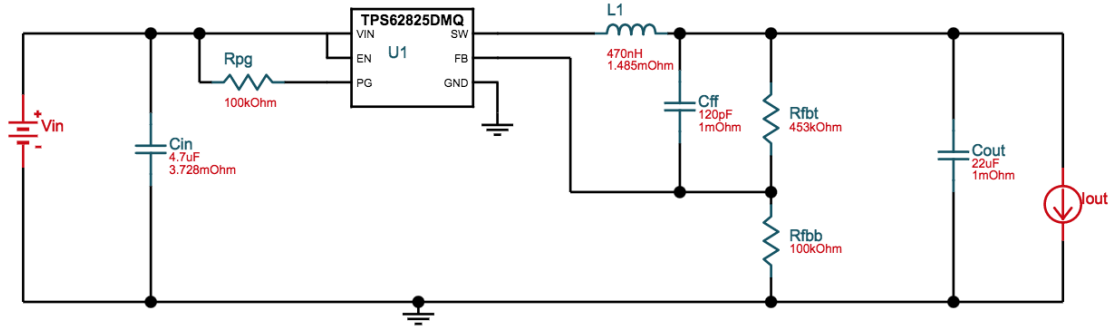 TPS62825DMQ
VIN
SW
EN
U1
FB
PG
GND
L1
470nH
1.485mOhm
Rpg
100kOhm
Vin
+
-
Cin
4.7uF
3.728mOhm
Cff
120pF
1mOhm
Rfbt
453kOhm
Cout
22uF
1mOhm
Iout
Rfbb
100kOhm